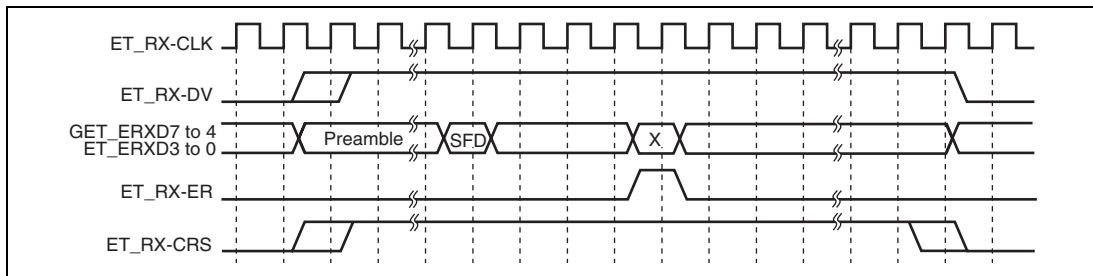 ET_RX-CLK
ET_RX-DV
GET_ERXD7 to 4
ET_ERXD3 to 0
Preamble
SFD
X
ET_RX-ER
ET_RX-CRS